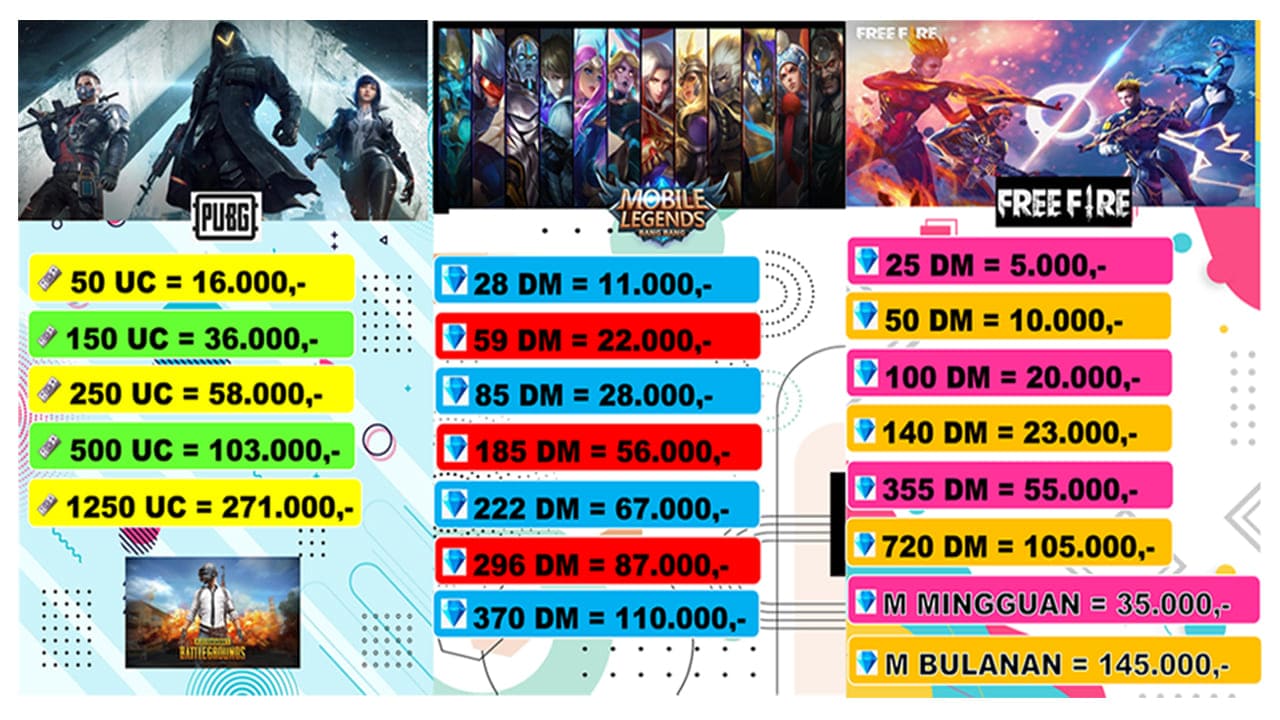 PUBG
50 UC = 16.000,-
150 UC = 36.000,-
250 UC = 58.000,-
500 UC = 103.000,-
1250 UC = 271.000,-
BATTLEGROUNDS
MOBILE
LEGENDS
BANG BANG
28 DM = 11.000,-
59 DM = 22.000,-
85 DM = 28.000,-
185 DM = 56.000,-
222 DM = 67.000,-
296 DM = 87.000,-
370 DM = 110.000,-
FREE FIRE
FREE FIRE
25 DM = 5.000,-
50 DM = 10.000,-
100 DM = 20.000,-
140 DM = 23.000,-
355 DM = 55.000,-
720 DM = 105.000,-
M MINGGUAN = 35.000,-
M BULANAN = 145.000,-